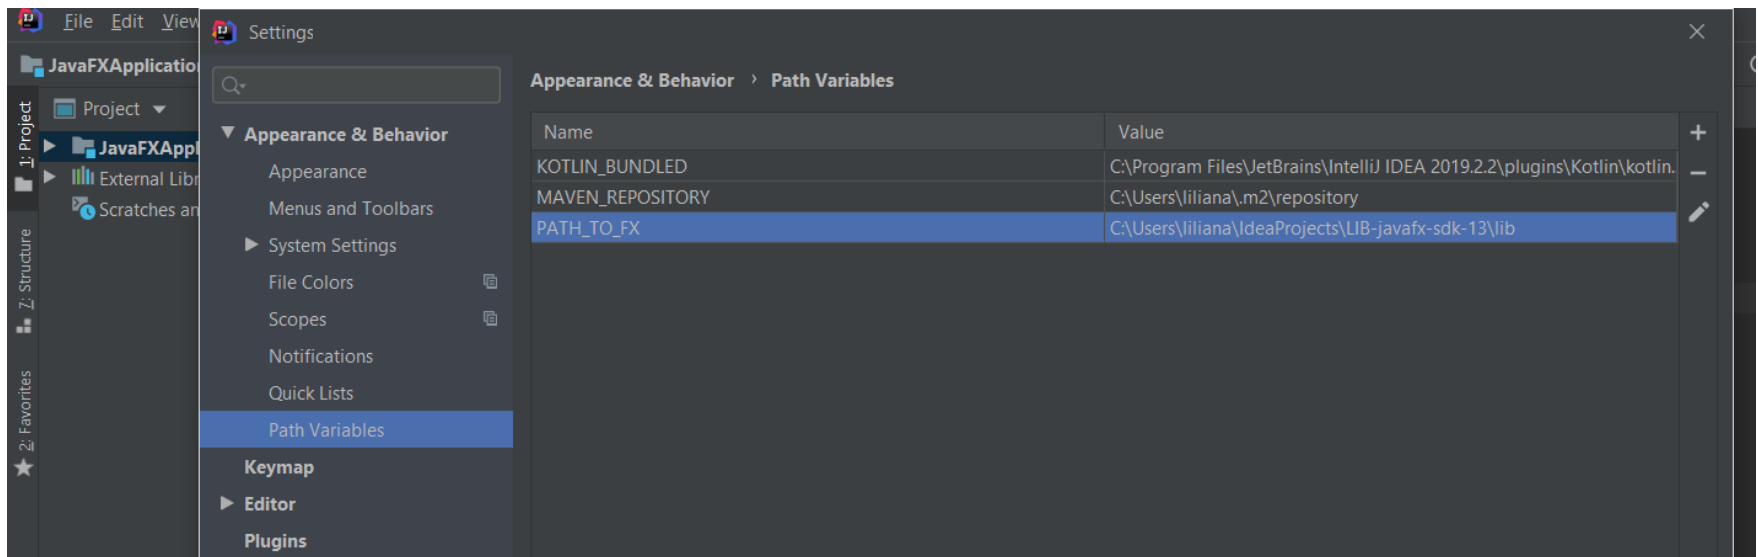 File Edit View
Settings
JavaFXApplicatio
Project
1: Project
JavaFXAppl
External Libr
Scratches an
7: Structure
2: Favorites
Appearance & Behavior
Appearance
Menus and Toolbars
System Settings
File Colors
Scopes
Notifications
Quick Lists
Path Variables
Keymap
Editor
Plugins
Appearance & Behavior › Path Variables
Name Value
KOTLIN_BUNDLED C:\Program Files\JetBrains\IntelliJ IDEA 2019.2.2\plugins\Kotlin\kotlin.
MAVEN_REPOSITORY C:\Users\liliana\.m2\repository
PATH_TO_FX C:\Users\liliana\IdeaProjects\LIB-javafx-sdk-13\lib